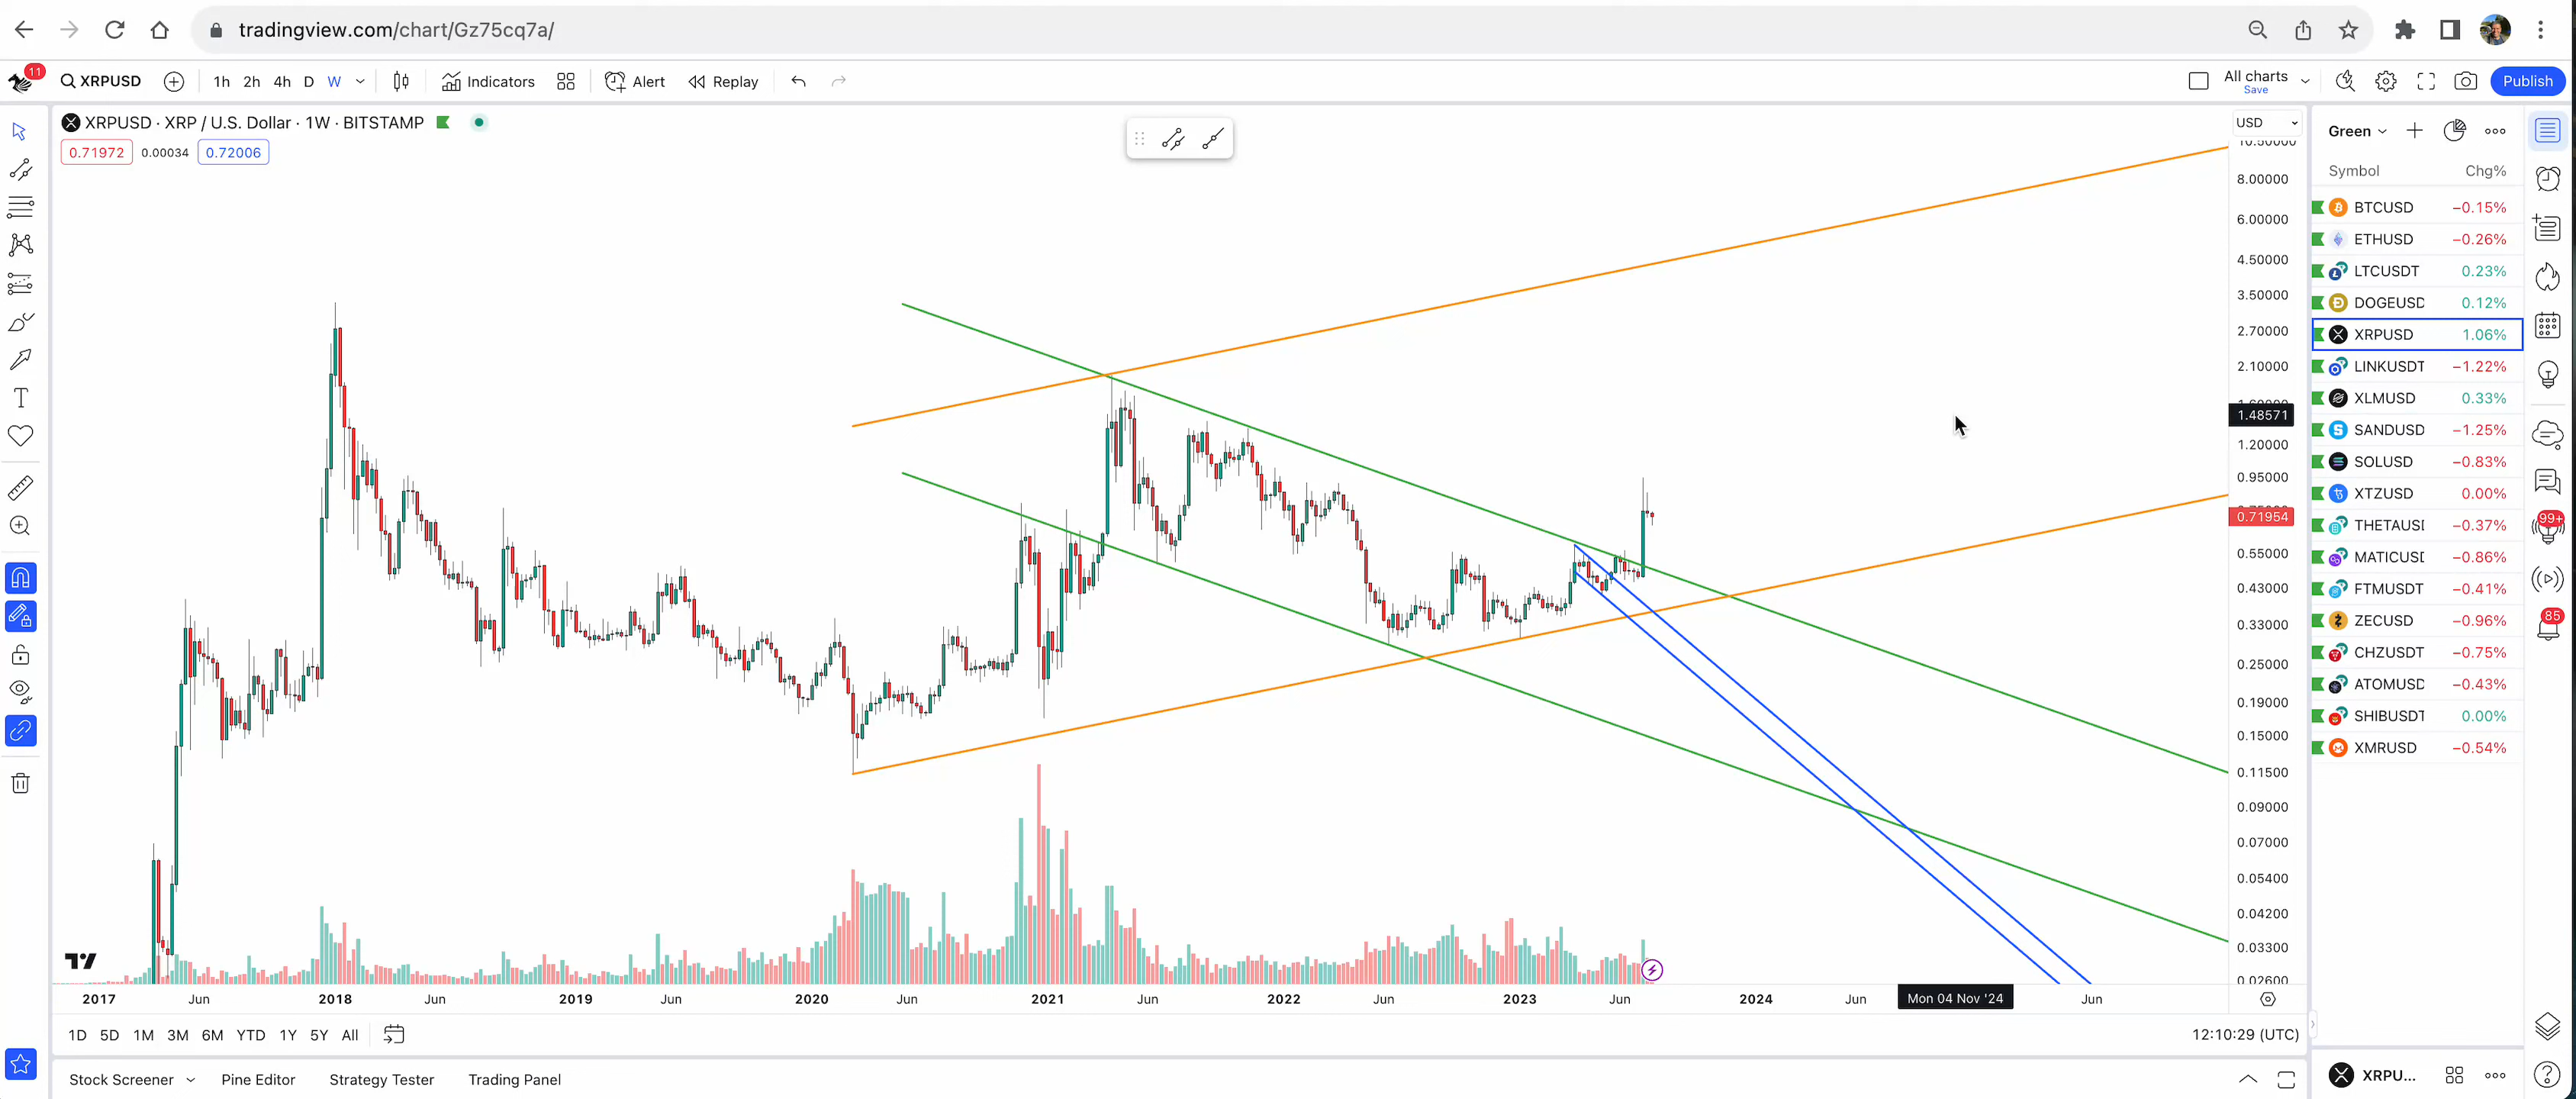 tradingview.com/chart/Gz75cq7a/
11
XRPUSD
1h 2h 4h D W
Indicators
Alert
Replay
All charts
Save
Publish
XRPUSD · XRP / U.S. Dollar · 1W · BITSTAMP
0.71972 0.00034 0.72006
USD
10.50000
8.00000
6.00000
4.50000
3.50000
2.70000
2.10000
1.48571
1.20000
0.95000
0.71954
0.55000
0.43000
0.33000
0.25000
0.19000
0.15000
0.11500
0.09000
0.07000
0.05400
0.04200
0.03300
0.02600
2017 Jun 2018 Jun 2019 Jun 2020 Jun 2021 Jun 2022 Jun 2023 Jun 2024 Jun Mon 04 Nov '24 Jun
1D 5D 1M 3M 6M YTD 1Y 5Y All
12:10:29 (UTC)
Stock Screener Pine Editor Strategy Tester Trading Panel
Green
Symbol Chg%
BTCUSD −0.15%
ETHUSD −0.26%
LTCUSDT 0.23%
DOGEUSD 0.12%
XRPUSD 1.06%
LINKUSDT −1.22%
XLMUSD 0.33%
SANDUSD −1.25%
SOLUSD −0.83%
XTZUSD 0.00%
THETAUSI −0.37%
MATICUSI −0.86%
FTMUSDT −0.41%
ZECUSD −0.96%
CHZUSDT −0.75%
ATOMUSD −0.43%
SHIBUSDT 0.00%
XMRUSD −0.54%
XRPU...
99+
85